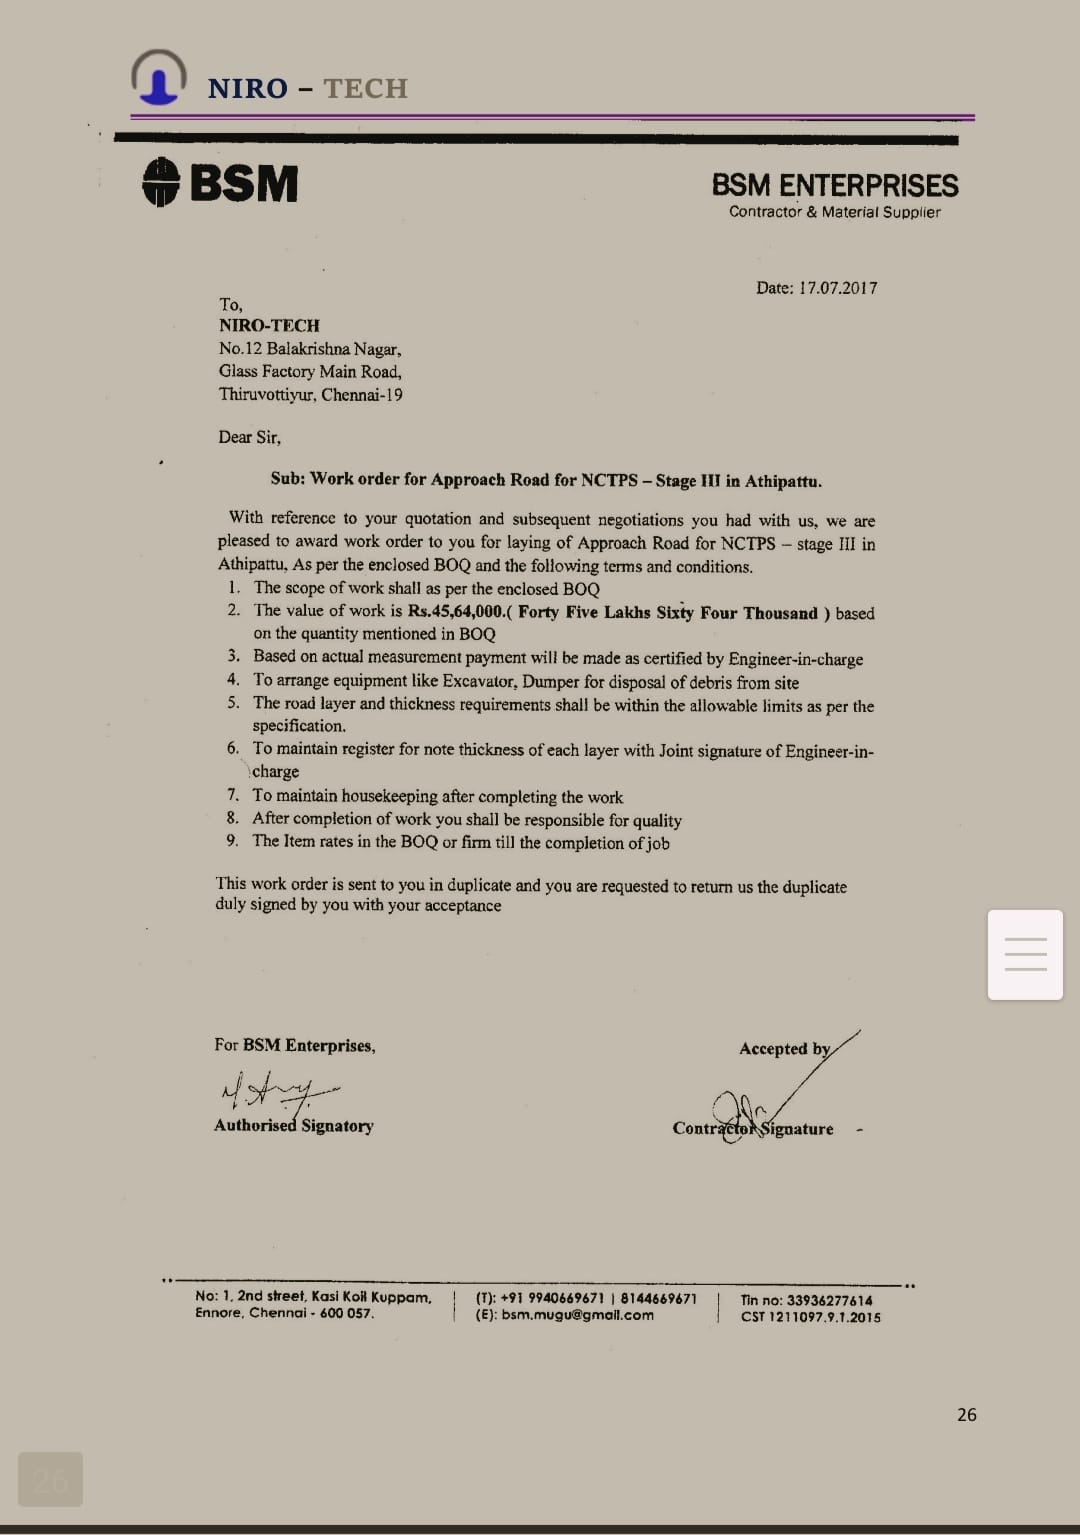 NIRO – TECH
BSM
BSM ENTERPRISES
Contractor & Material Supplier
Date: 17.07.2017
To,
NIRO-TECH
No.12 Balakrishna Nagar,
Glass Factory Main Road,
Thiruvottiyur, Chennai-19
Dear Sir,
Sub: Work order for Approach Road for NCTPS – Stage III in Athipattu.
With reference to your quotation and subsequent negotiations you had with us, we are
pleased to award work order to you for laying of Approach Road for NCTPS – stage III in
Athipattu, As per the enclosed BOQ and the following terms and conditions.
1. The scope of work shall as per the enclosed BOQ
2. The value of work is Rs.45,64,000.( Forty Five Lakhs Sixty Four Thousand ) based
on the quantity mentioned in BOQ
3. Based on actual measurement payment will be made as certified by Engineer-in-charge
4. To arrange equipment like Excavator, Dumper for disposal of debris from site
5. The road layer and thickness requirements shall be within the allowable limits as per the
specification.
6. To maintain register for note thickness of each layer with Joint signature of Engineer-in-
charge
7. To maintain housekeeping after completing the work
8. After completion of work you shall be responsible for quality
9. The Item rates in the BOQ or firm till the completion of job
This work order is sent to you in duplicate and you are requested to return us the duplicate
duly signed by you with your acceptance
For BSM Enterprises,
Accepted by
Authorised Signatory
Contractor Signature
No: 1, 2nd street, Kasi Koil Kuppam,
Ennore, Chennai - 600 057.
(T): +91 9940669671 | 8144669671
(E): bsm.mugu@gmail.com
Tin no: 33936277614
CST 1211097.9.1.2015
26
26